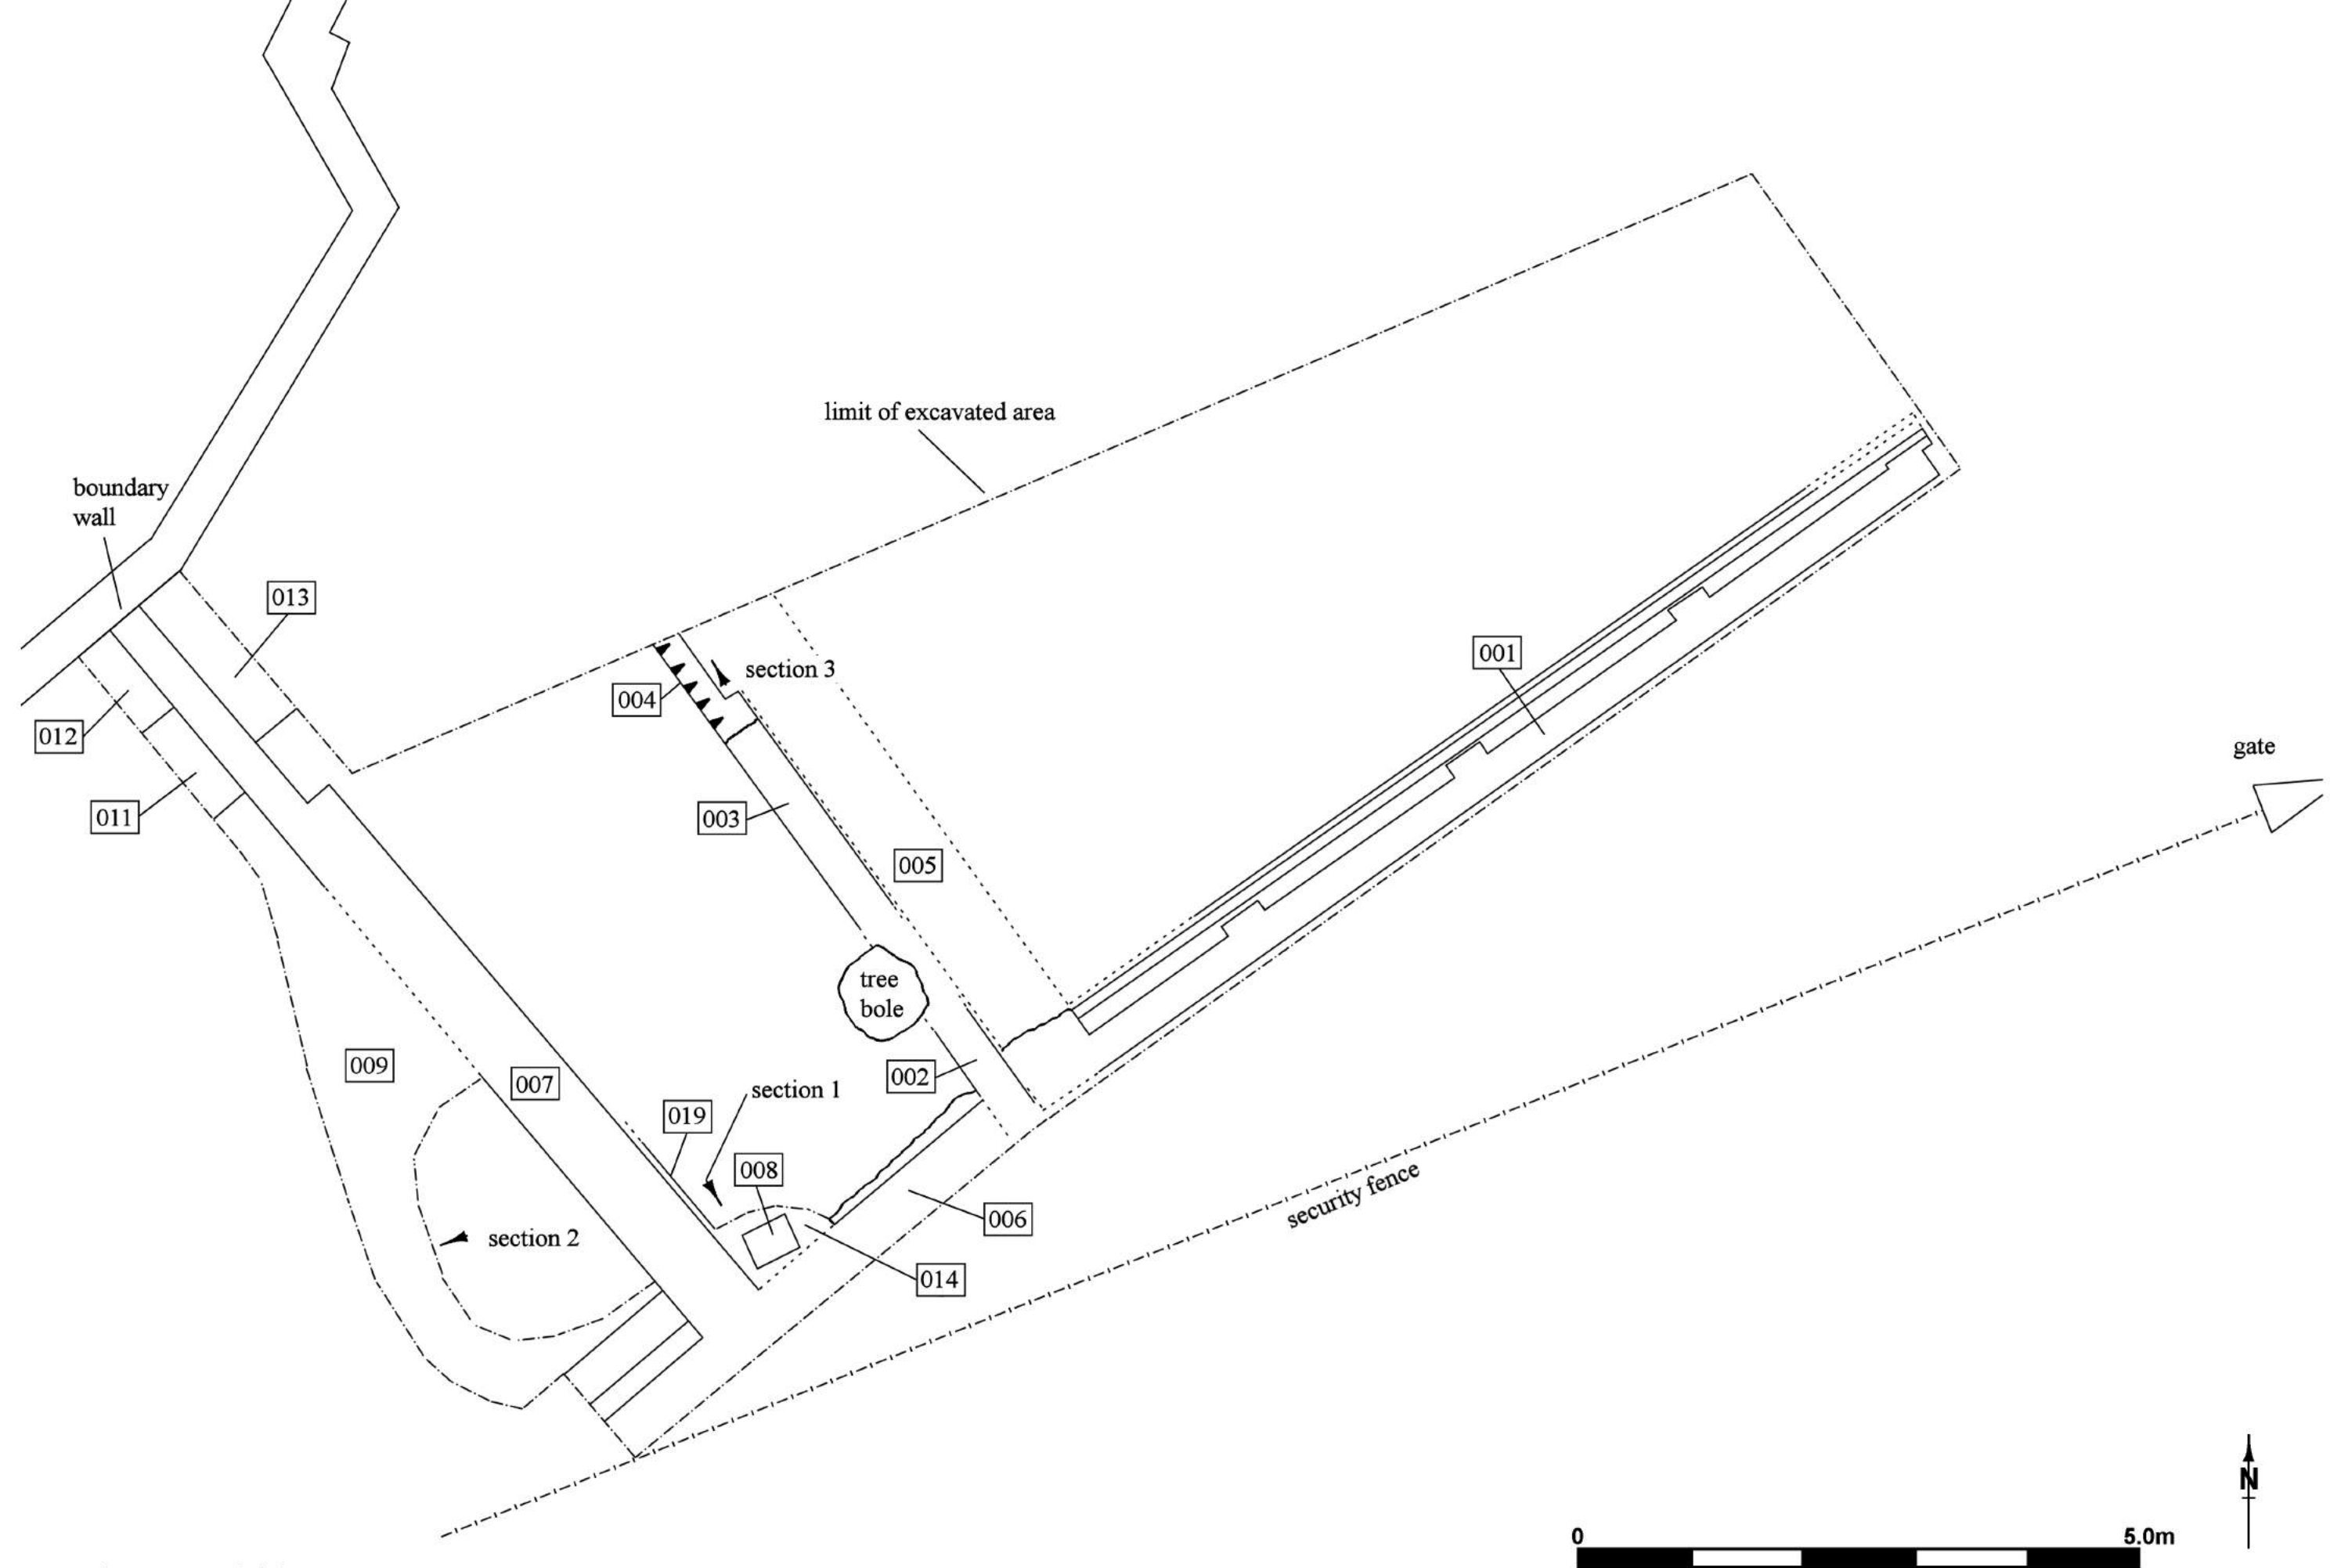 limit of excavated area
boundary
wall
013
001
section 3
004
012
gate
011
003
005
tree
bole
009
007
002
section 1
019
008
security fence
006
section 2
014
N
0
5.0m